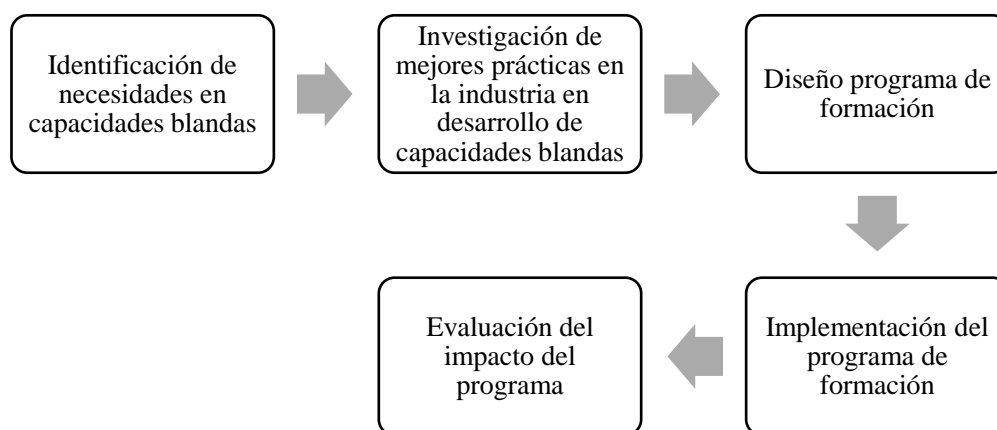 Identificación de
necesidades en
capacidades blandas
Investigación de
mejores prácticas en
la industria en
desarrollo de
capacidades blandas
Diseño programa de
formación
Implementación del
programa de
formación
Evaluación del
impacto del
programa